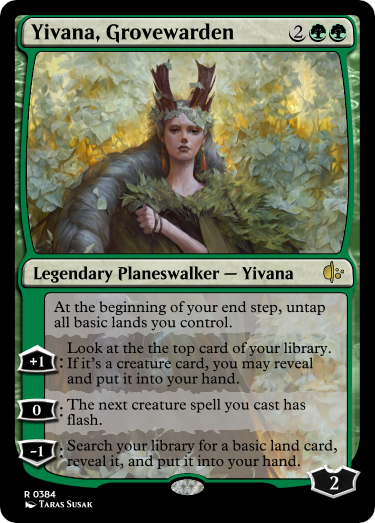 Yivana, Grovewarden 2
Legendary Planeswalker — Yivana
At the beginning of your end step, untap
all basic lands you control.
+1 : Look at the the top card of your library.
If it's a creature card, you may reveal
and put it into your hand.
0 : The next creature spell you cast has
flash.
-1 : Search your library for a basic land card,
reveal it, and put it into your hand.
2
R 0384
Taras Susak